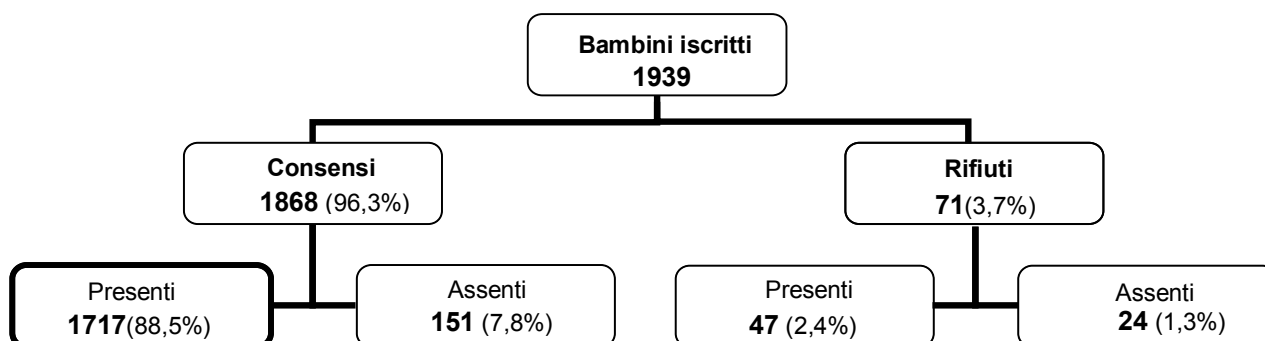 Bambini iscritti
1939
Consensi
1868 (96,3%)
Rifiuti
71(3,7%)
Presenti
1717(88,5%)
Assenti
151 (7,8%)
Presenti
47 (2,4%)
Assenti
24 (1,3%)